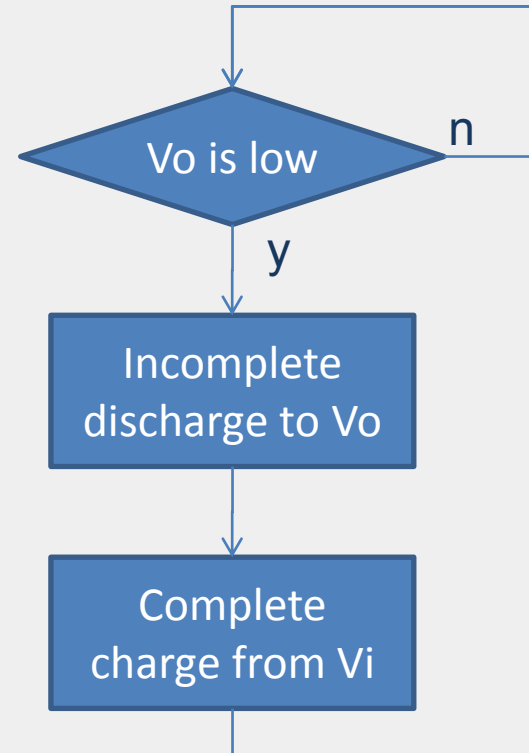 Vo is low
n
y
Incomplete
discharge to Vo
Complete
charge from Vi